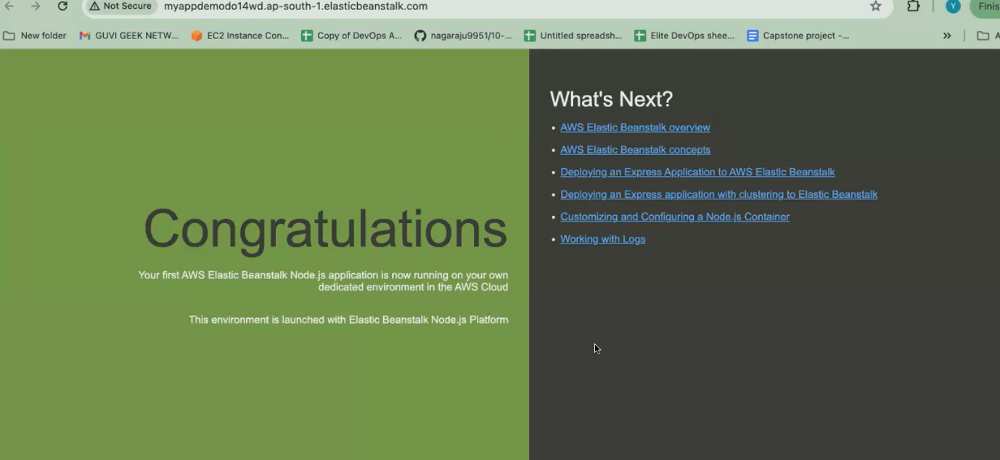 Not Secure myappdemodo14wd.ap-south-1.elasticbeanstalk.com Y Finis
New folder GUVI GEEK NETW... EC2 Instance Con... Copy of DevOps A... nagaraju9951/10-... Untitled spreadsh... Elite DevOps shee... Capstone project -... » A
Congratulations
Your first AWS Elastic Beanstalk Node.js application is now running on your own
dedicated environment in the AWS Cloud
This environment is launched with Elastic Beanstalk Node.js Platform
What's Next?
• AWS Elastic Beanstalk overview
• AWS Elastic Beanstalk concepts
• Deploying an Express Application to AWS Elastic Beanstalk
• Deploying an Express application with clustering to Elastic Beanstalk
• Customizing and Configuring a Node.js Container
• Working with Logs